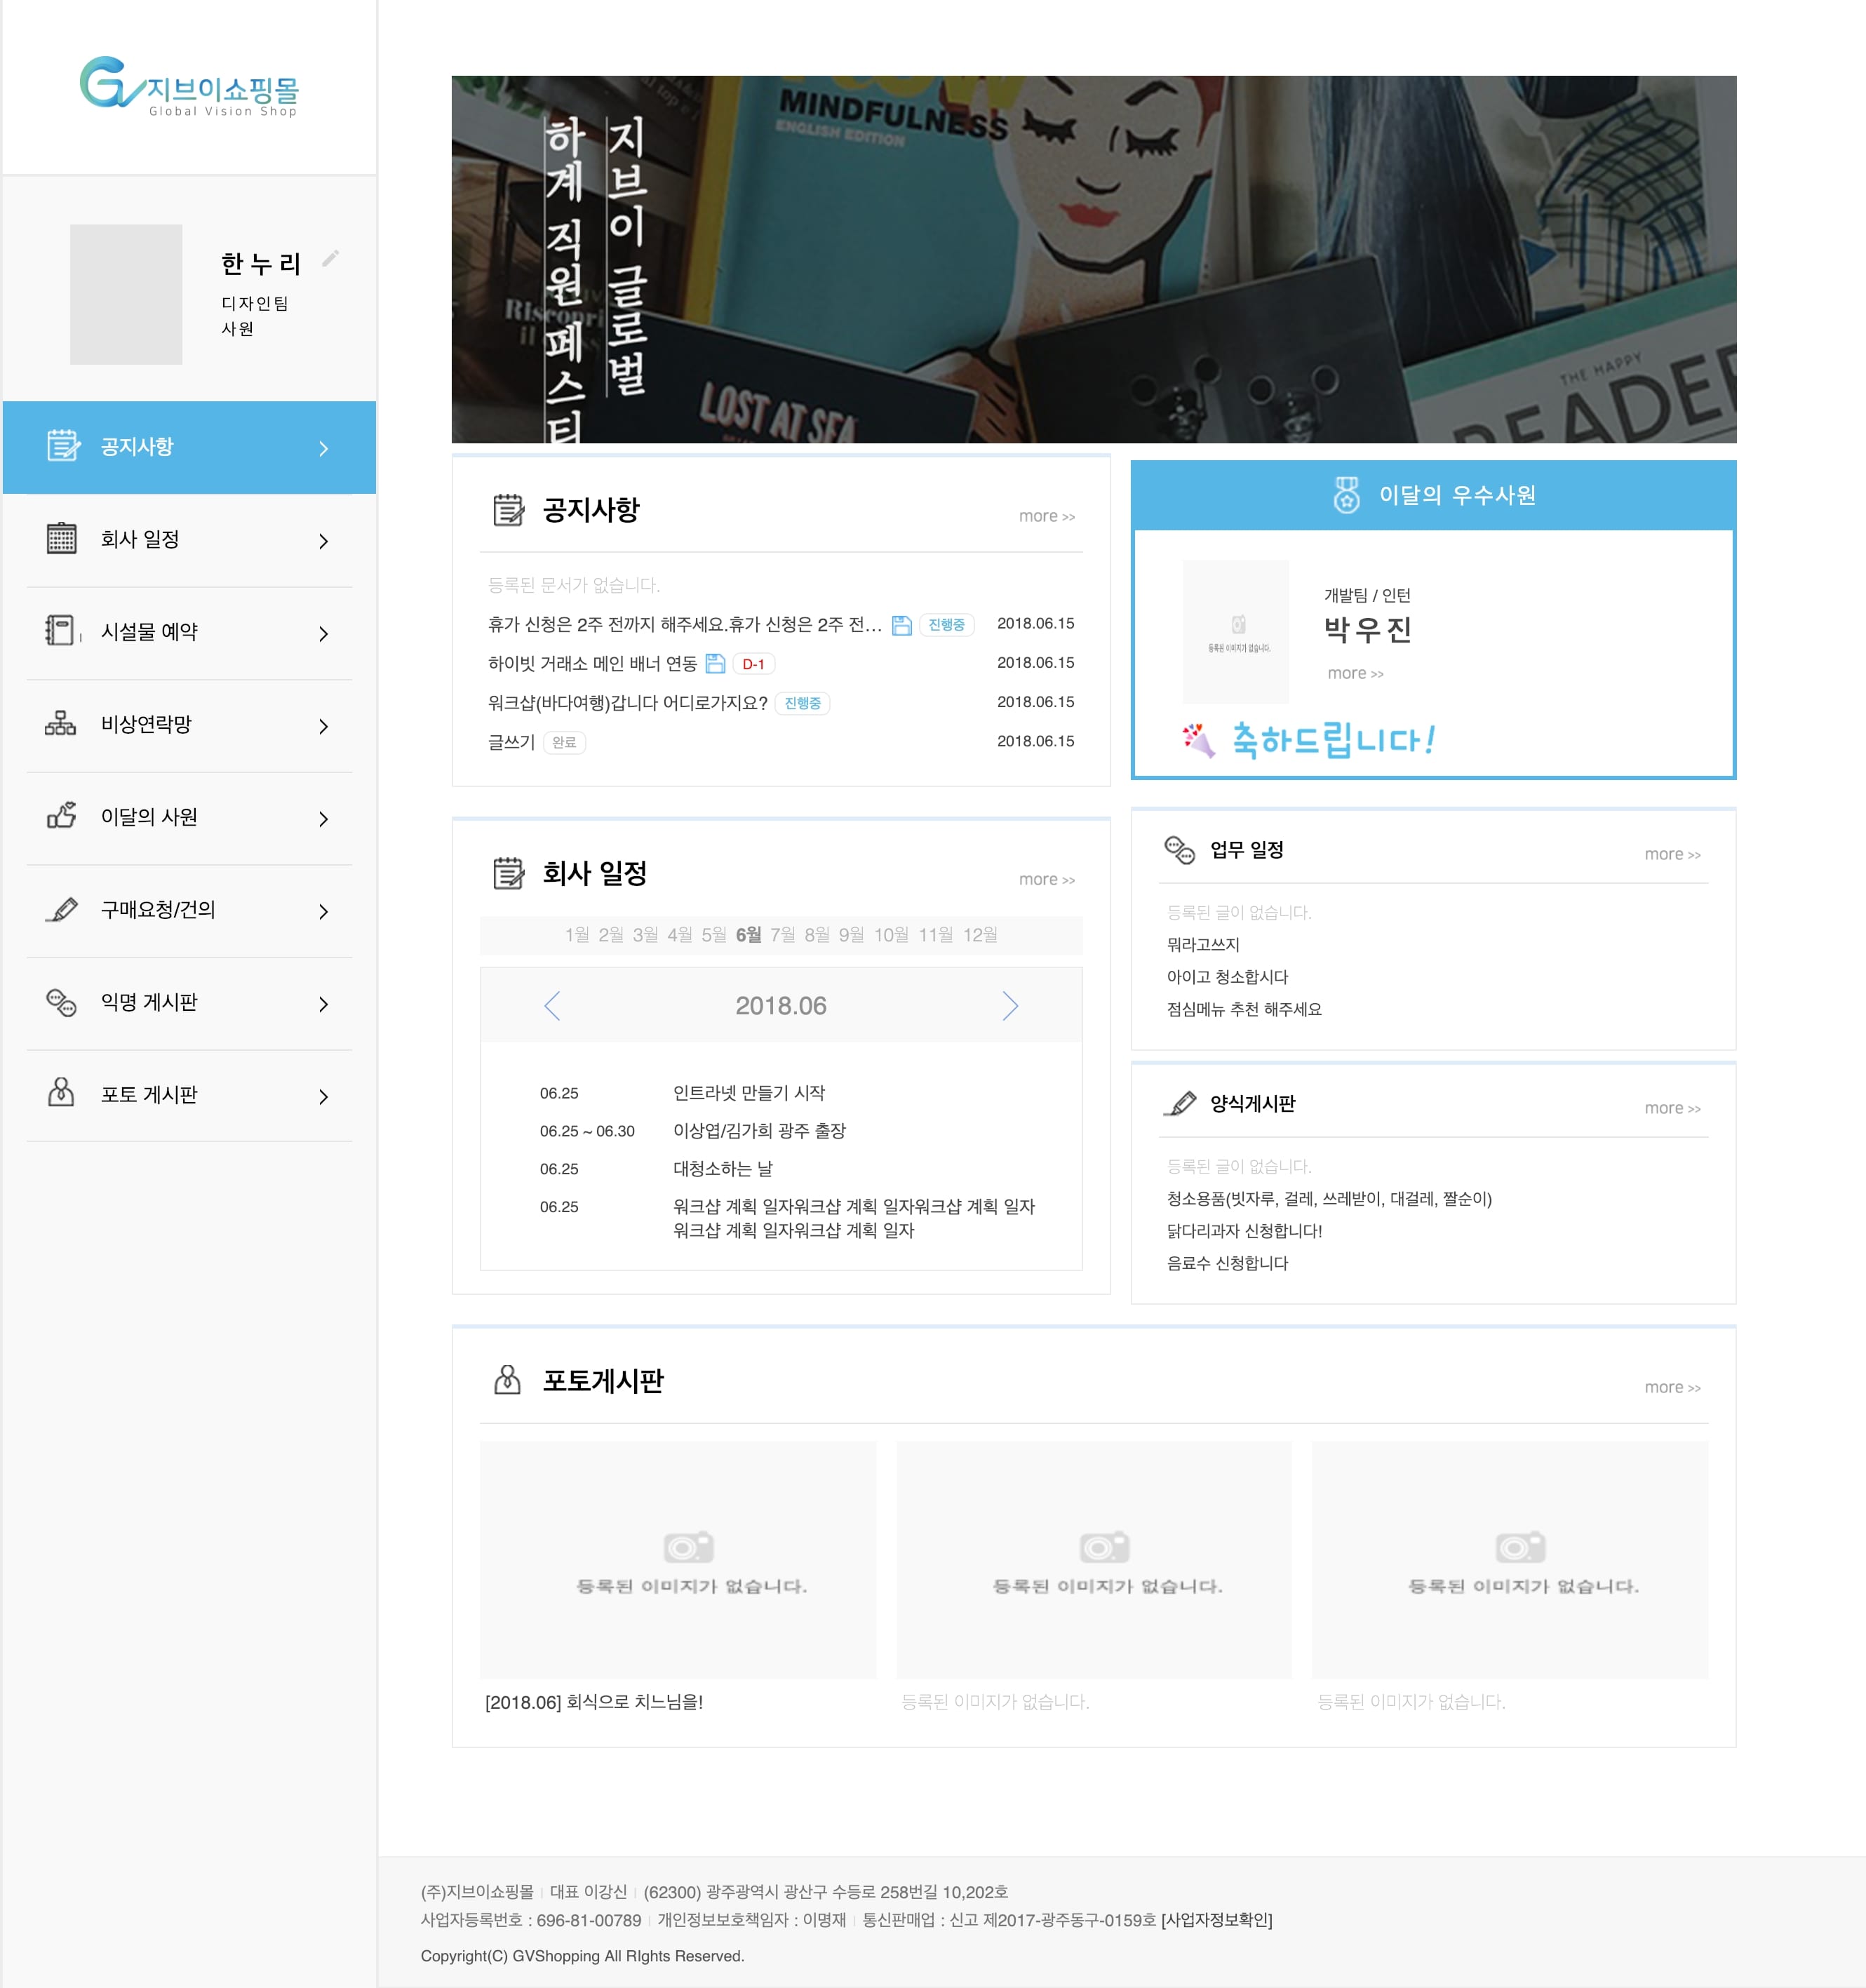 GV 지브이쇼핑몰
Global Vision Shop
한누리
디자인팀
사원
공지사항
회사 일정
시설물 예약
비상연락망
이달의 사원
구매요청/건의
익명 게시판
포토 게시판
지브이 글로벌
하계 직원 페스티
MINDFULNESS
ENGLISH EDITION
LOST AT SEA
THE HAPPY
READER
공지사항
more >>
등록된 문서가 없습니다.
휴가 신청은 2주 전까지 해주세요.휴가 신청은 2주 전... 진행중 2018.06.15
하이빗 거래소 메인 배너 연동 D-1 2018.06.15
워크샵(바다여행)갑니다 어디로가지요? 진행중 2018.06.15
글쓰기 완료 2018.06.15
이달의 우수사원
등록된 이미지가 없습니다.
개발팀 / 인턴
박우진
more >>
축하드립니다!
회사 일정
more >>
1월 2월 3월 4월 5월 6월 7월 8월 9월 10월 11월 12월
2018.06
06.25 인트라넷 만들기 시작
06.25 ~ 06.30 이상엽/김가희 광주 출장
06.25 대청소하는 날
06.25 워크샵 계획 일자워크샵 계획 일자워크샵 계획 일자
워크샵 계획 일자워크샵 계획 일자
업무 일정
more >>
등록된 글이 없습니다.
뭐라고쓰지
아이고 청소합시다
점심메뉴 추천 해주세요
양식게시판
more >>
등록된 글이 없습니다.
청소용품(빗자루, 걸레, 쓰레받이, 대걸레, 짤순이)
닭다리과자 신청합니다!
음료수 신청합니다
포토게시판
more >>
등록된 이미지가 없습니다.
등록된 이미지가 없습니다.
등록된 이미지가 없습니다.
[2018.06] 회식으로 치느님을!
등록된 이미지가 없습니다.
등록된 이미지가 없습니다.
(주)지브이쇼핑몰 | 대표 이강신 | (62300) 광주광역시 광산구 수등로 258번길 10,202호
사업자등록번호 : 696-81-00789 | 개인정보보호책임자 : 이명재 | 통신판매업 : 신고 제2017-광주동구-0159호 [사업자정보확인]
Copyright(C) GVShopping All RIghts Reserved.